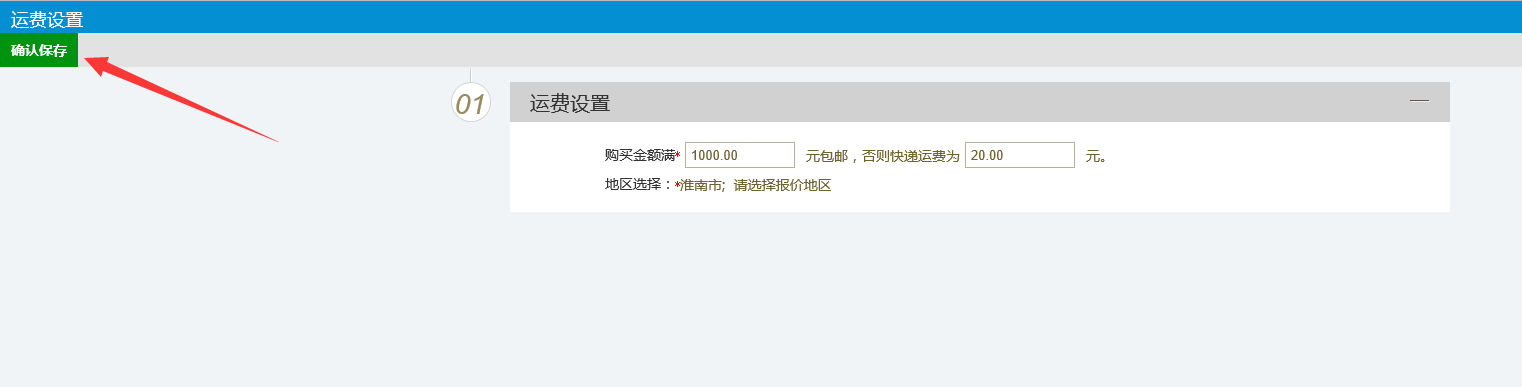 运费设置
确认保存
01
运费设置
购买金额满* 1000.00 元包邮，否则快递运费为 20.00 元。
地区选择：*淮南市; 请选择报价地区